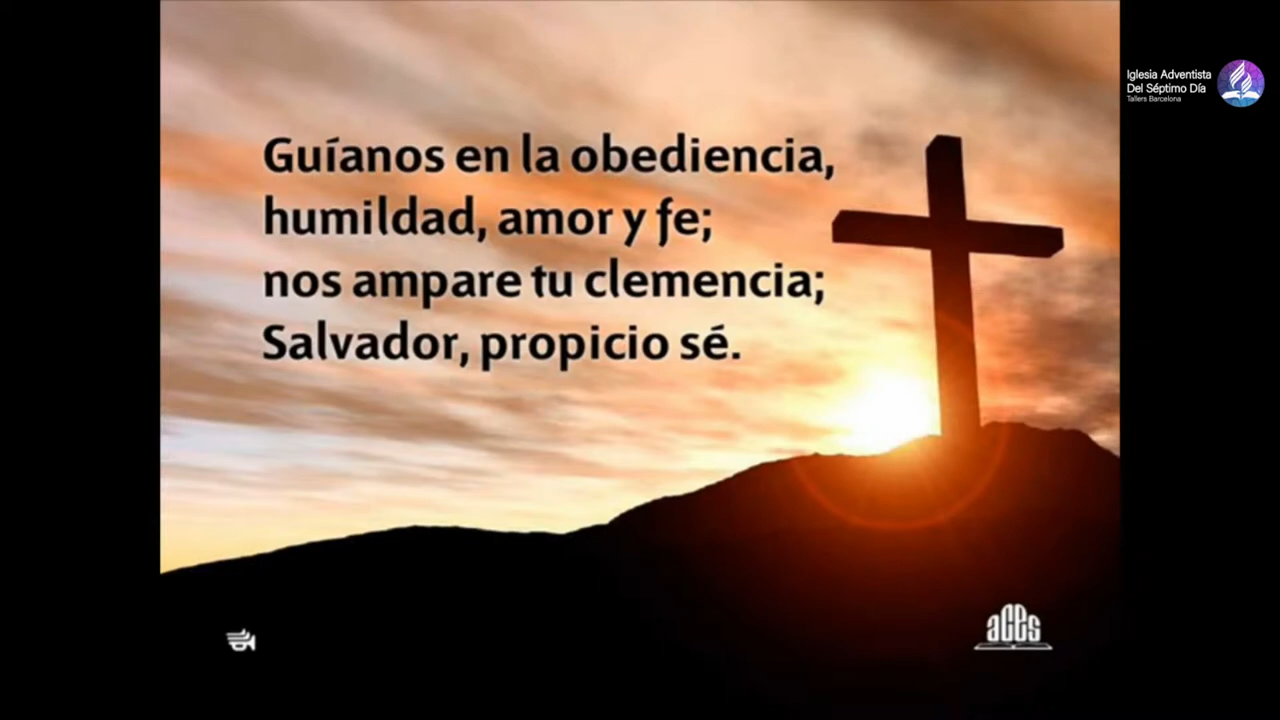 Guíanos en la obediencia,
humildad, amor y fe;
nos ampare tu clemencia;
Salvador, propicio sé.
Iglesia Adventista
Del Séptimo Día
Tallers Barcelona
aces